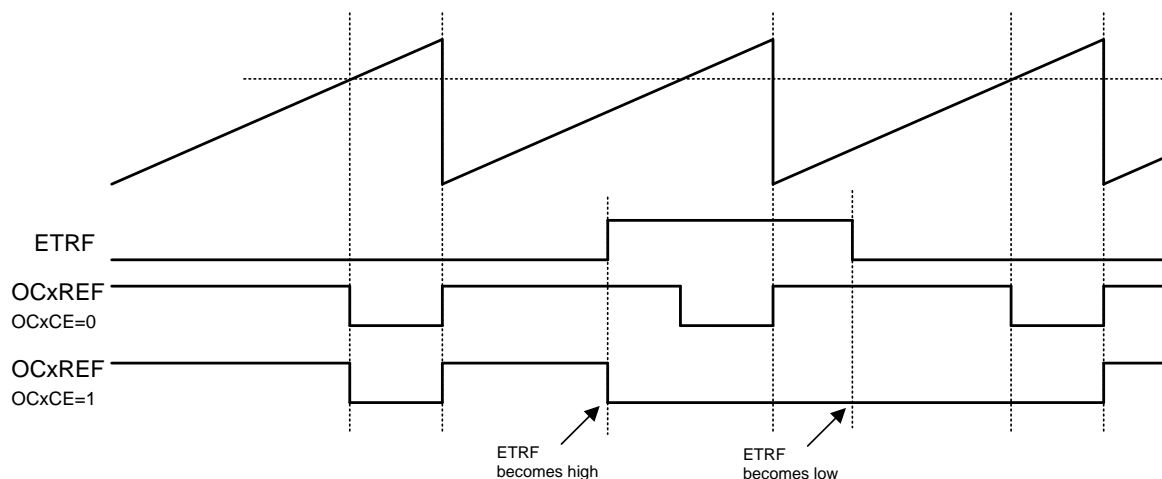 ETRF
OCxREF
OCxCE=0
OCxREF
OCxCE=1
ETRF
becomes high
ETRF
becomes low